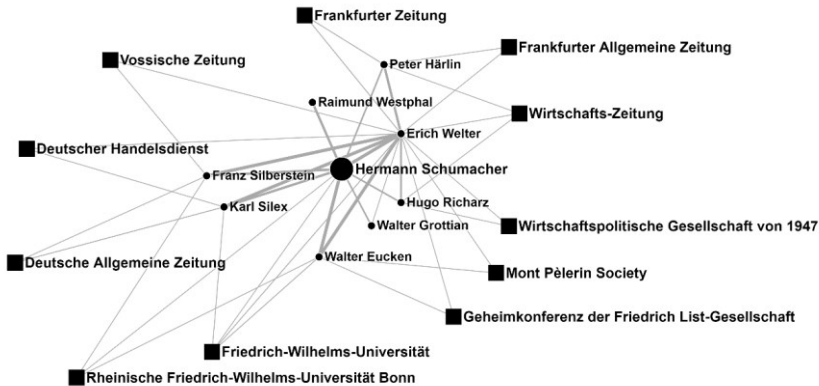 Frankfurter Zeitung
Frankfurter Allgemeine Zeitung
Vossische Zeitung
Peter Härlin
Raimund Westphal
Wirtschafts-Zeitung
Erich Welter
Deutscher Handelsdienst
Hermann Schumacher
Franz Silberstein
Hugo Richarz
Karl Silex
Walter Grottian
Wirtschaftspolitische Gesellschaft von 1947
Walter Eucken
Deutsche Allgemeine Zeitung
Mont Pèlerin Society
Geheimkonferenz der Friedrich List-Gesellschaft
Friedrich-Wilhelms-Universität
Rheinische Friedrich-Wilhelms-Universität Bonn